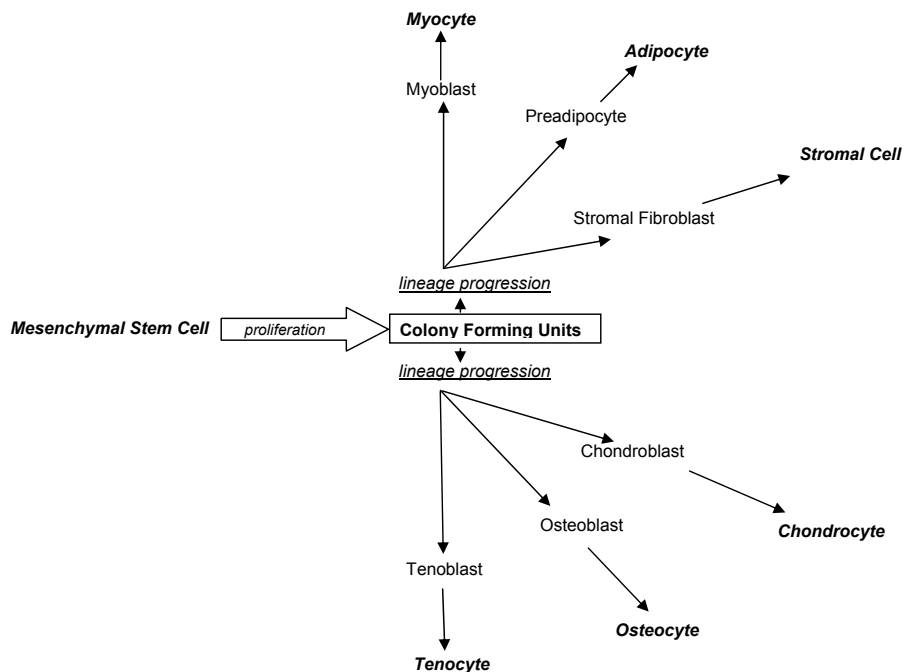 Myocyte
Adipocyte
Myoblast
Preadipocyte
Stromal Cell
Stromal Fibroblast
lineage progression
Mesenchymal Stem Cell
proliferation
Colony Forming Units
lineage progression
Chondroblast
Osteoblast
Chondrocyte
Tenoblast
Osteocyte
Tenocyte